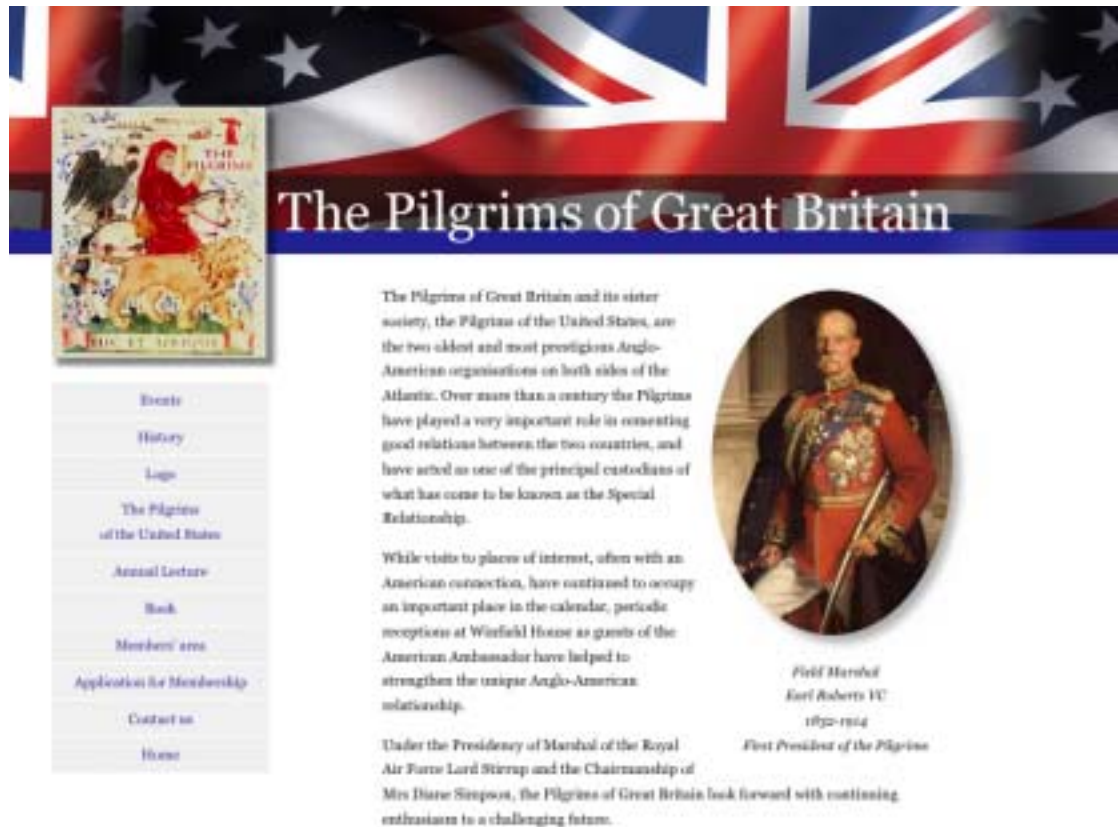 THE
PILGRIMS
The Pilgrims of Great Britain
Events
History
Logo
The Pilgrims
of the United States
Annual Lecture
Book
Members' area
Application for Membership
Contact us
Home
The Pilgrims of Great Britain and its sister
society, the Pilgrims of the United States, are
the two oldest and most prestigious Anglo-
American organisations on both sides of the
Atlantic. Over more than a century the Pilgrims
have played a very important role in cementing
good relations between the two countries, and
have acted as one of the principal custodians of
what has come to be known as the Special
Relationship.
While visits to places of interest, often with an
American connection, have continued to occupy
an important place in the calendar, periodic
receptions at Winfield House as guests of the
American Ambassador have helped to
strengthen the unique Anglo-American
relationship.
Under the Presidency of Marshal of the Royal
Air Force Lord Stirrup and the Chairmanship of
Mrs Diane Simpson, the Pilgrims of Great Britain look forward with continuing
enthusiasm to a challenging future.
Field Marshal
Earl Roberts VC
1832-1914
First President of the Pilgrims